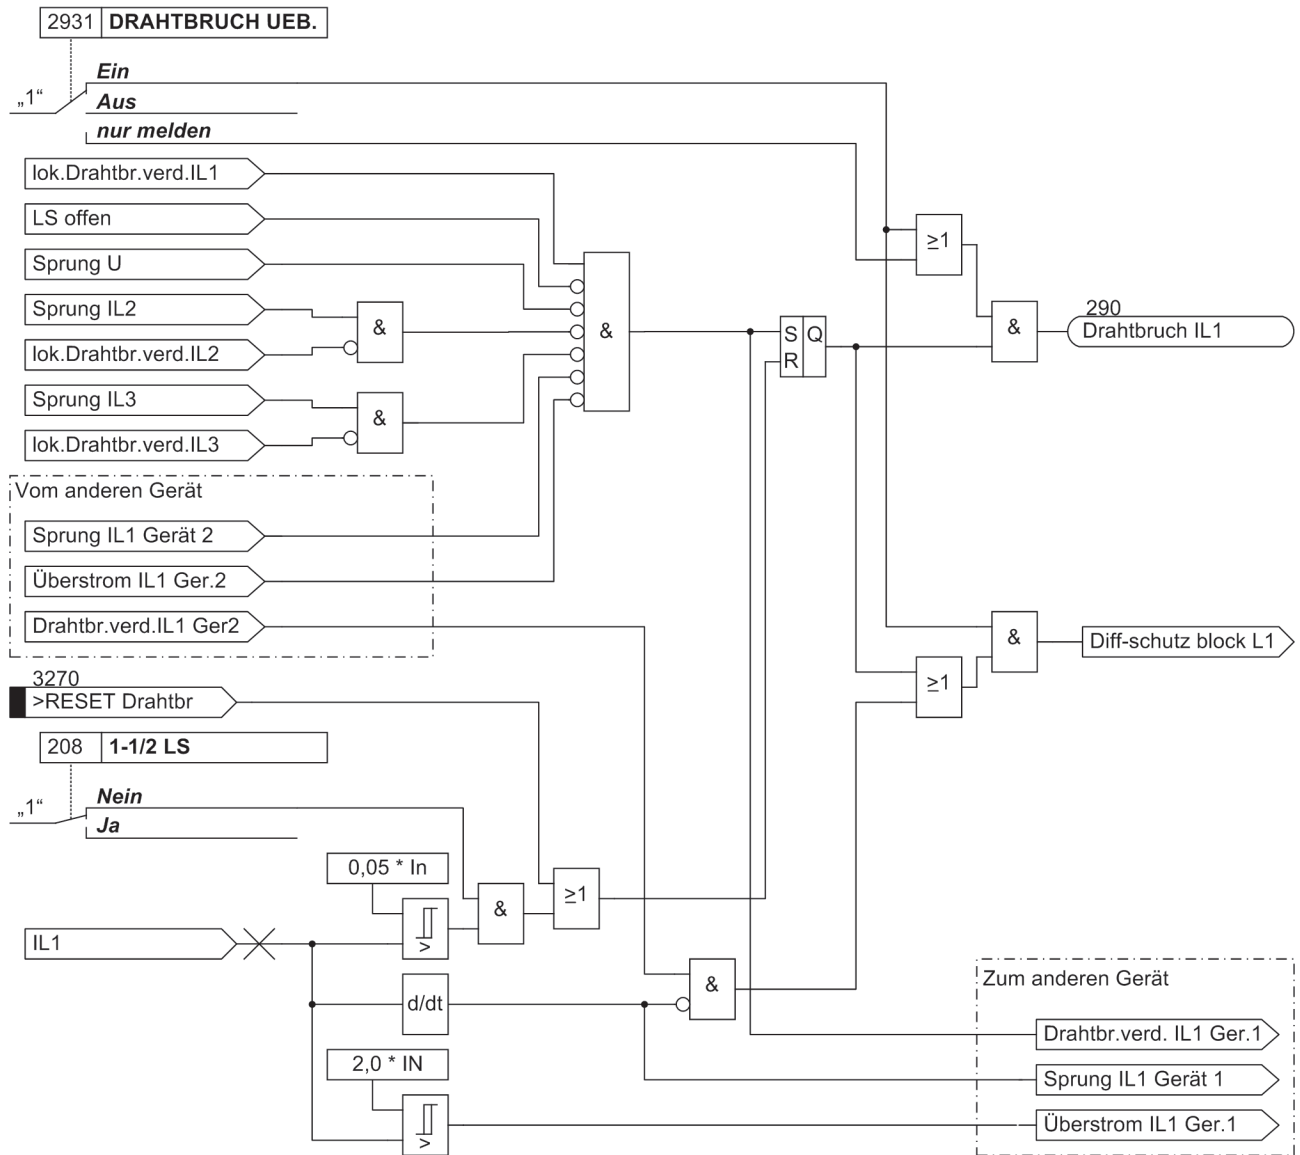 2931 DRAHTBRUCH UEB.
Ein
„1“
Aus
nur melden
lok.Drahtbr.verd.IL1
LS offen
Sprung U
≥1
Sprung IL2
290
&
&
&
S Q
Drahtbruch IL1
lok.Drahtbr.verd.IL2
R
Sprung IL3
&
lok.Drahtbr.verd.IL3
Vom anderen Gerät
Sprung IL1 Gerät 2
Überstrom IL1 Ger.2
Drahtbr.verd.IL1 Ger2
&
Diff-schutz block L1
3270
≥1
>RESET Drahtbr
208 1-1/2 LS
Nein
„1“
Ja
0,05 * In
≥1
&
>
IL1
Zum anderen Gerät
&
d/dt
Drahtbr.verd. IL1 Ger.1
2,0 * IN
Sprung IL1 Gerät 1
>
Überstrom IL1 Ger.1